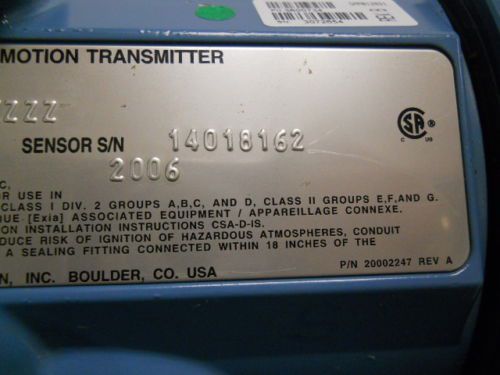 MOTION TRANSMITTER
ZZZ
SENSOR S/N 14018162
2006
C,
USE IN
CLASS I DIV. 2 GROUPS A,B,C, AND D, CLASS II GROUPS E,F, AND G.
QUE. [Exia] ASSOCIATED EQUIPMENT / APPAREILLAGE CONNEXE.
ON INSTALLATION INSTRUCTIONS CSA-D-IS.
DUCE RISK OF IGNITION OF HAZARDOUS ATMOSPHERES, CONDUIT
A SEALING FITTING CONNECTED WITHIN 18 INCHES OF THE
N, INC. BOULDER, CO. USA
P/N 20002247 REV A
SA ®
C US